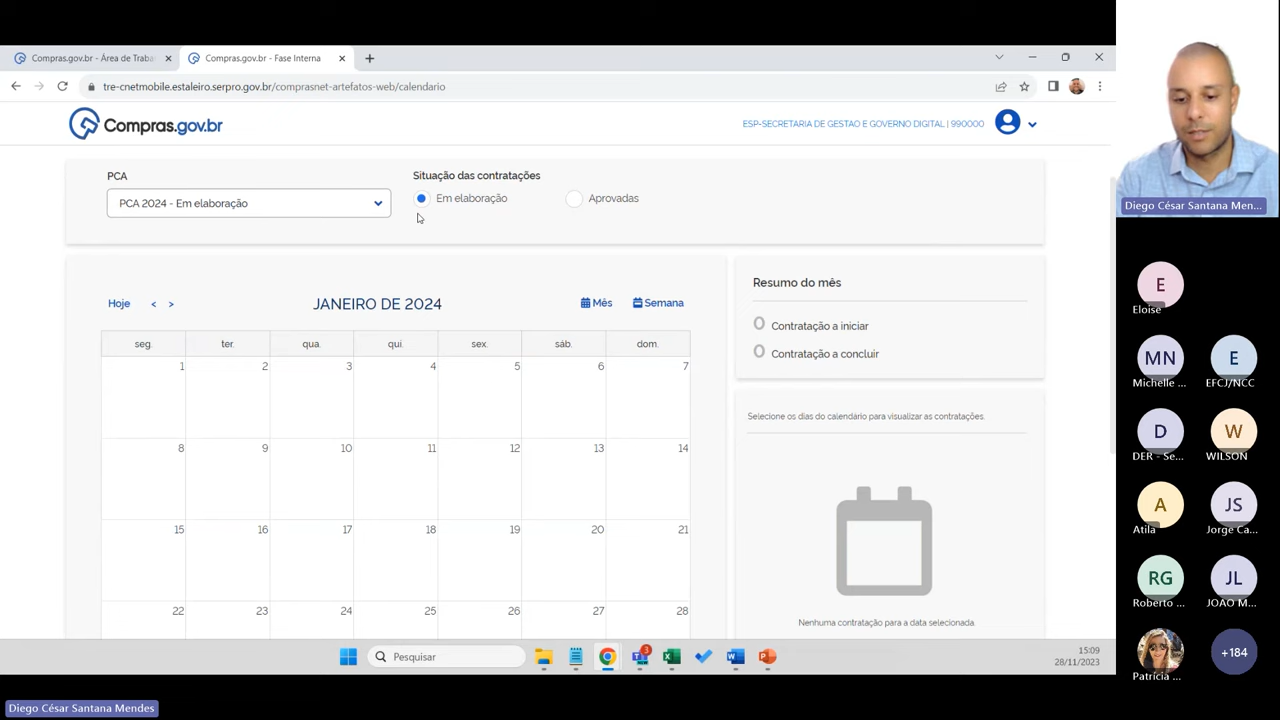 Compras.gov.br - Área de Traba
Compras.gov.br - Fase Interna
tre-cnetmobile.estaleiro.serpro.gov.br/comprasnet-artefatos-web/calendario
Compras.gov.br
ESP-SECRETARIA DE GESTAO E GOVERNO DIGITAL | 990000
PCA
Situação das contratações
PCA 2024 - Em elaboração
Em elaboração
Aprovadas
Hoje < >
JANEIRO DE 2024
Mês
Semana
seg. ter. qua. qui. sex. sáb. dom.
1 2 3 4 5 6 7
8 9 10 11 12 13 14
15 16 17 18 19 20 21
22 23 24 25 26 27 28
Resumo do mês
0 Contratação a iniciar
0 Contratação a concluir
Selecione os dias do calendário para visualizar as contratações.
Nenhuma contratação para a data selecionada.
Pesquisar
3
15:09
28/11/2023
Diego César Santana Men...
E
Eloise
MN
Michelle ...
E
EFCJ/NCC
D
DER - Se...
W
WILSON
A
Atila
JS
Jorge Ca...
RG
Roberto ...
JL
JOAO M...
Patrícia ...
+184
Diego César Santana Mendes